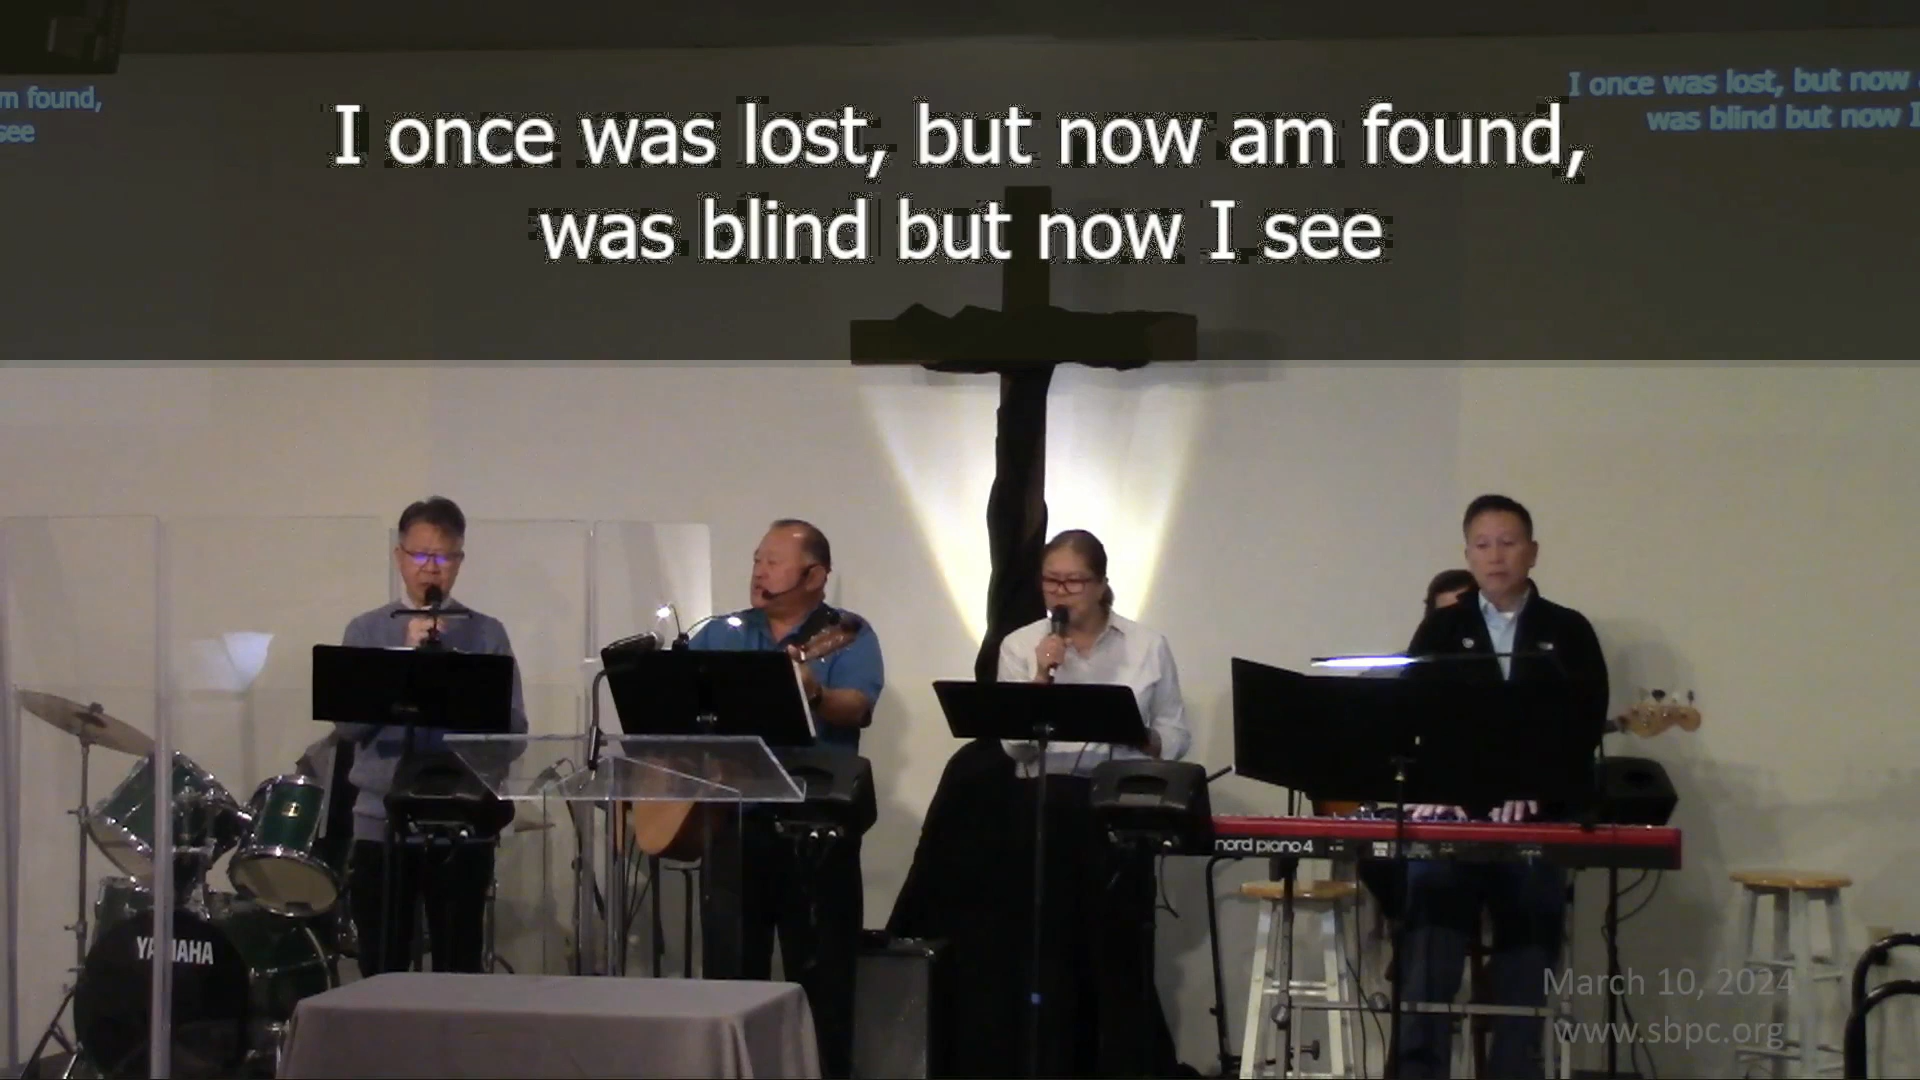 m found,
see
I once was lost, but now am found,
was blind but now I see
I once was lost, but now
was blind but now I
YAMAHA
nord piano 4
March 10, 2024
www.sbpc.org